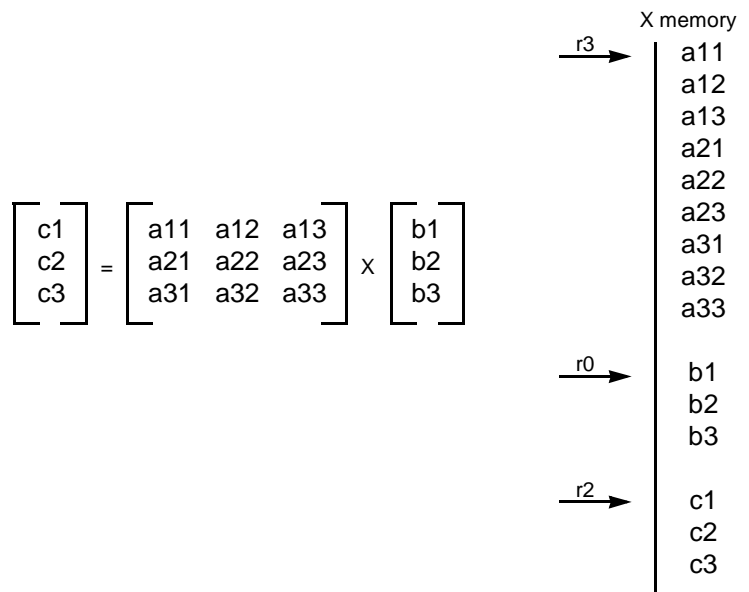 X memory
r3 a11
a12
a13
a21
a22
a23
a31
a32
a33
c1 = a11 a12 a13 X b1
c2 a21 a22 a23 b2
c3 a31 a32 a33 b3
r0 b1
b2
b3
r2 c1
c2
c3